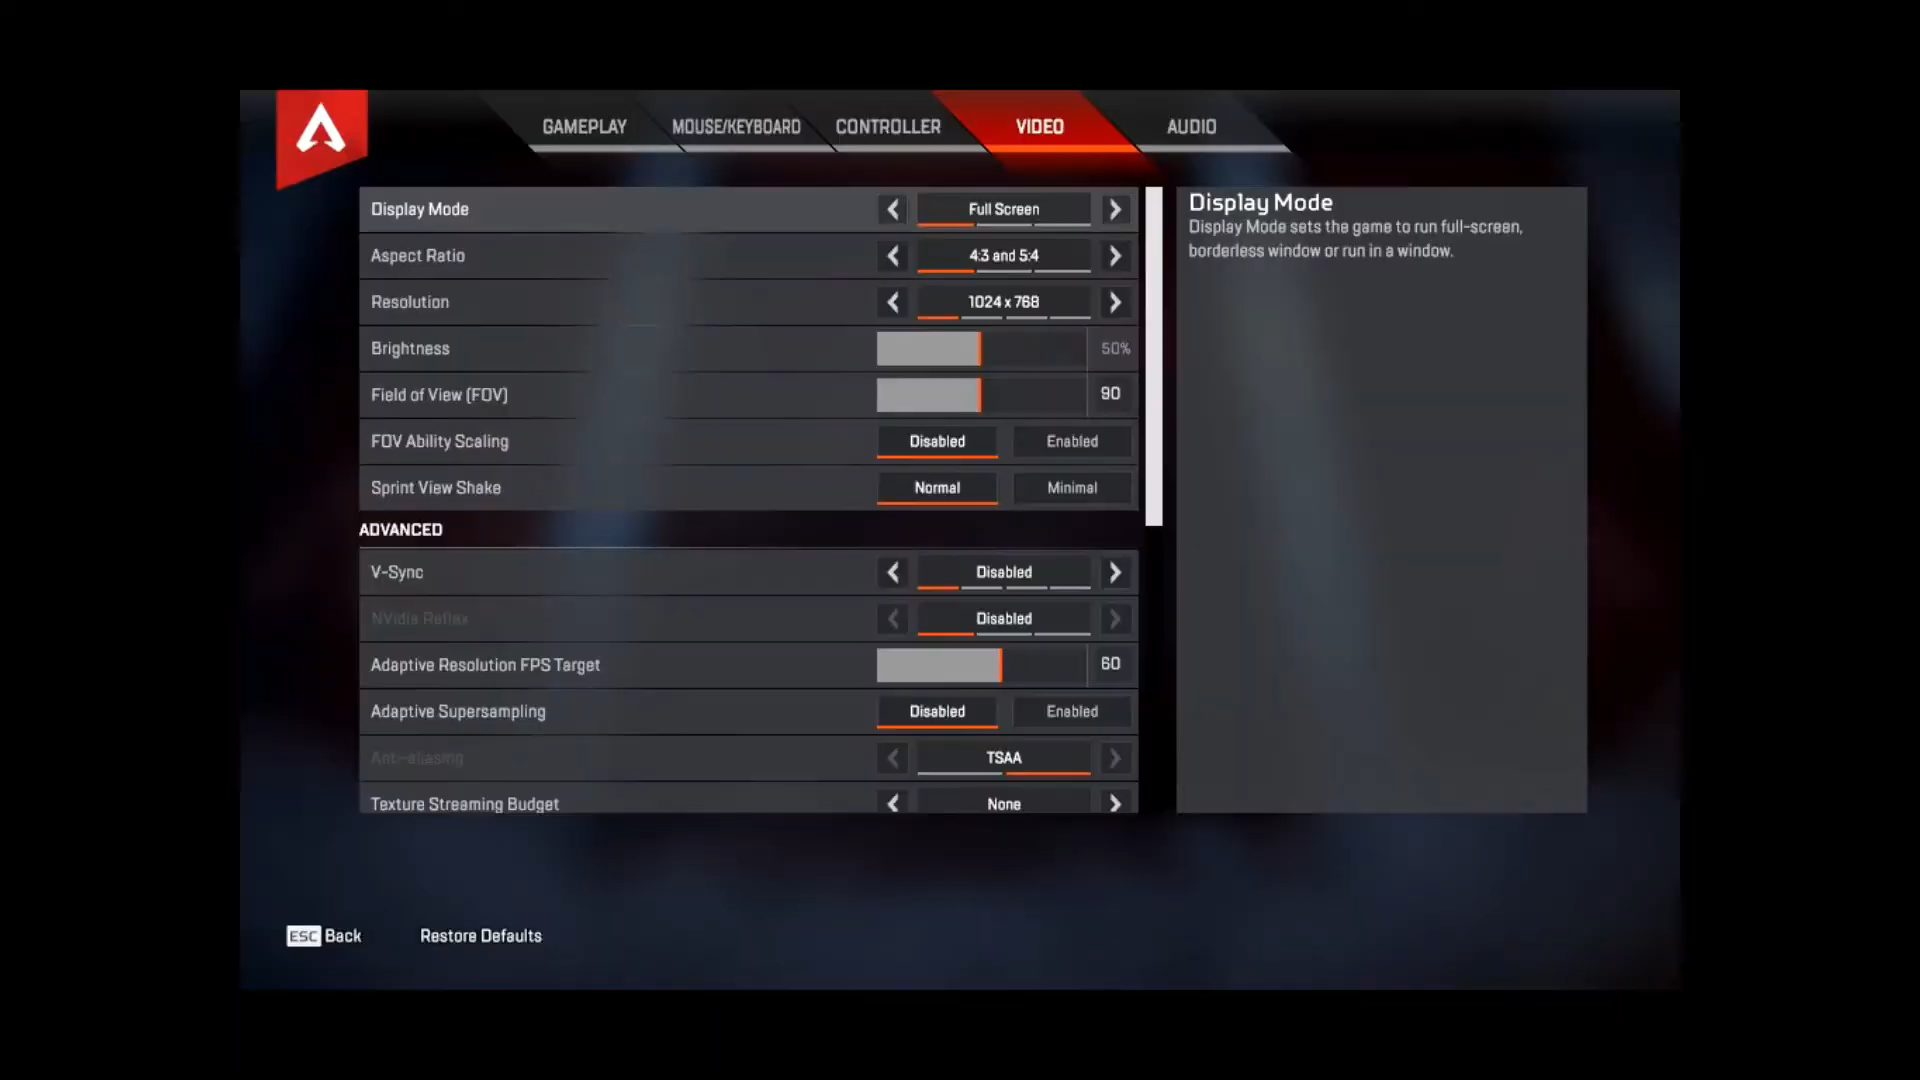 GAMEPLAY MOUSE/KEYBOARD CONTROLLER VIDEO AUDIO
Display Mode Full Screen
Aspect Ratio 4:3 and 5:4
Resolution 1024 x 768
Brightness 50%
Field of View (FOV) 90
FOV Ability Scaling Disabled Enabled
Sprint View Shake Normal Minimal
ADVANCED
V-Sync Disabled
NVidia Reflex Disabled
Adaptive Resolution FPS Target 60
Adaptive Supersampling Disabled Enabled
Anti-aliasing TSAA
Texture Streaming Budget None
Display Mode
Display Mode sets the game to run full-screen,
borderless window or run in a window.
ESC Back Restore Defaults